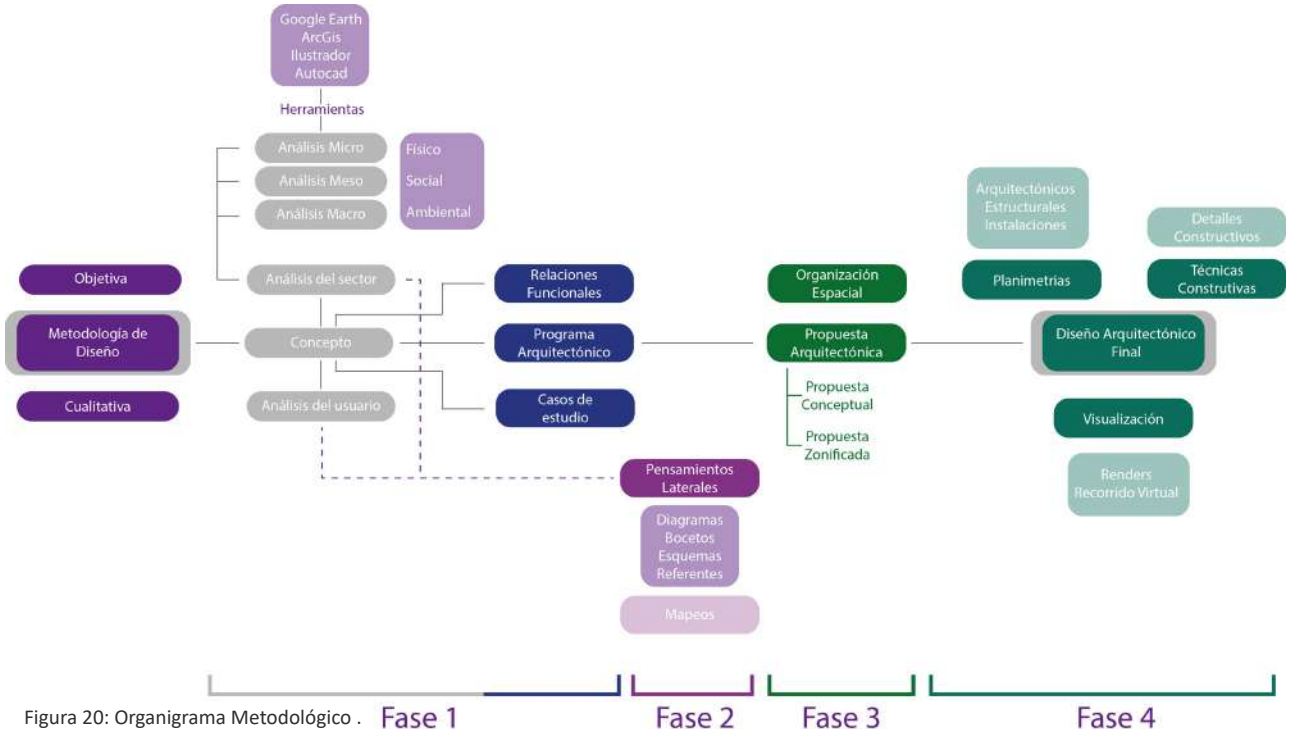 Google Earth
ArcGis
Ilustrador
Autocad
Herramientas
Análisis Micro
Análisis Meso
Análisis Macro
Físico
Social
Ambiental
Objetiva
Metodología de
Diseño
Cualitativa
Análisis del sector
Concepto
Análisis del usuario
Relaciones
Funcionales
Programa
Arquitectónico
Casos de
estudio
Pensamientos
Laterales
Diagramas
Bocetos
Esquemas
Referentes
Mapeos
Organización
Espacial
Propuesta
Arquitectónica
Propuesta
Conceptual
Propuesta
Zonificada
Arquitectónicos
Estructurales
Instalaciones
Planimetrias
Detalles
Constructivos
Técnicas
Construtivas
Diseño Arquitectónico
Final
Visualización
Renders
Recorrido Virtual
Figura 20: Organigrama Metodológico .
Fase 1
Fase 2
Fase 3
Fase 4